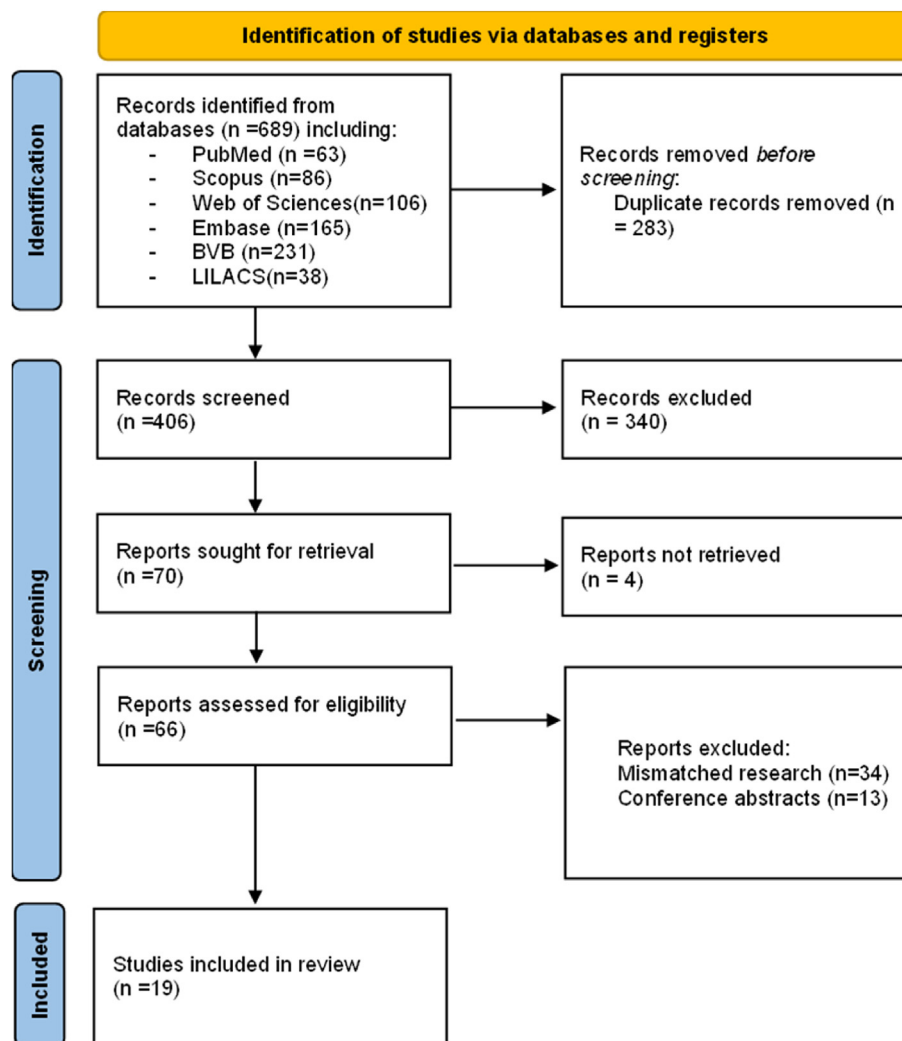 Identification of studies via databases and registers
Identification
Records identified from
databases (n =689) including:
- PubMed (n =63)
- Scopus (n=86)
- Web of Sciences(n=106)
- Embase (n=165)
- BVB (n=231)
- LILACS(n=38)
Records removed before
screening:
Duplicate records removed (n
= 283)
Screening
Records screened
(n =406)
Records excluded
(n = 340)
Reports sought for retrieval
(n =70)
Reports not retrieved
(n = 4)
Reports assessed for eligibility
(n =66)
Reports excluded:
Mismatched research (n=34)
Conference abstracts (n=13)
Included
Studies included in review
(n =19)